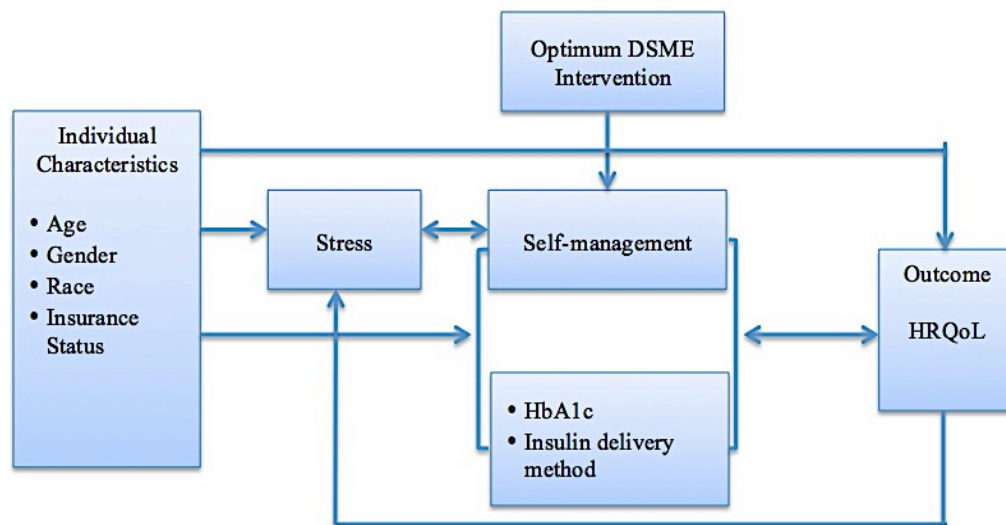 Optimum DSME
Intervention
Individual
Characteristics
• Age
• Gender
• Race
• Insurance
Status
Stress
Self-management
• HbA1c
• Insulin delivery
method
Outcome
HRQoL